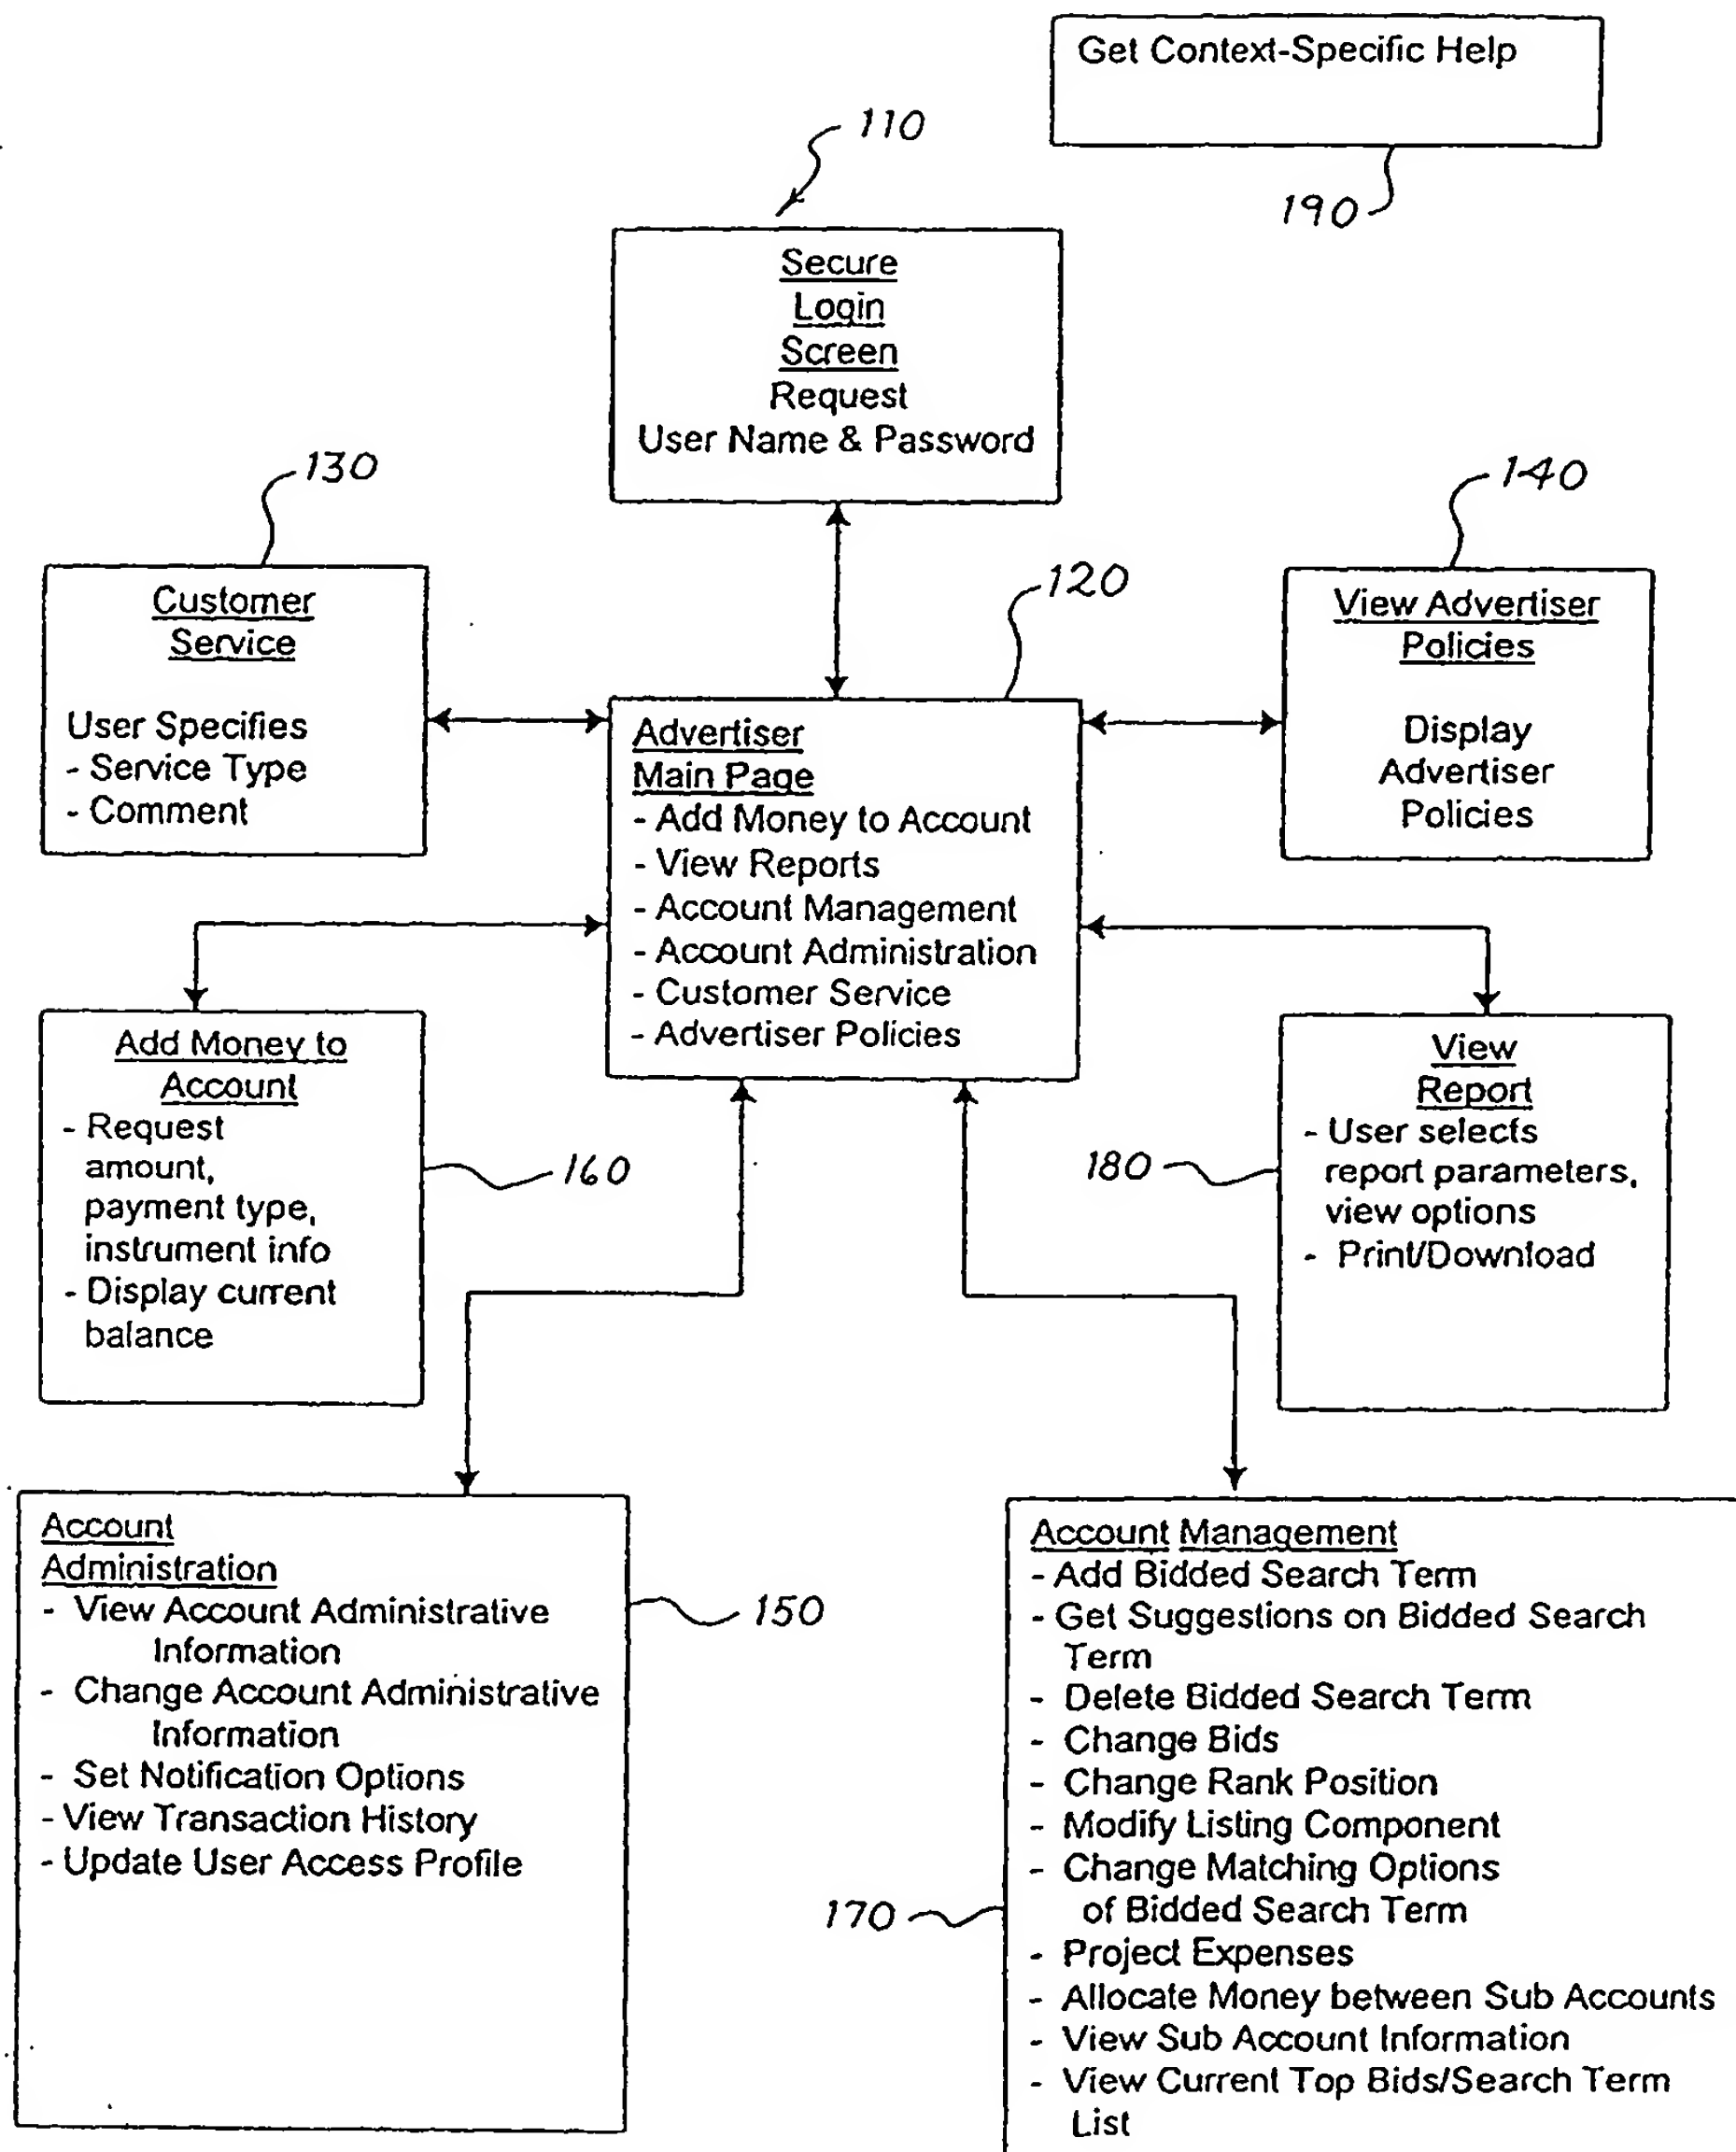 Get Context-Specific Help
190
110
Secure
Login
Screen
Request
User Name & Password
130
Customer
Service
User Specifies
- Service Type
- Comment
140
View Advertiser
Policies
Display
Advertiser
Policies
120
Advertiser
Main Page
- Add Money to Account
- View Reports
- Account Management
- Account Administration
- Customer Service
- Advertiser Policies
Add Money to
Account
- Request
amount,
payment type,
instrument info
- Display current
balance
160
View
Report
- User selects
report parameters,
view options
- Print/Download
180
Account
Administration
- View Account Administrative
Information
- Change Account Administrative
Information
- Set Notification Options
- View Transaction History
- Update User Access Profile
150
Account Management
- Add Bidded Search Term
- Get Suggestions on Bidded Search
Term
- Delete Bidded Search Term
- Change Bids
- Change Rank Position
- Modify Listing Component
- Change Matching Options
of Bidded Search Term
- Project Expenses
- Allocate Money between Sub Accounts
- View Sub Account Information
- View Current Top Bids/Search Term
List
170